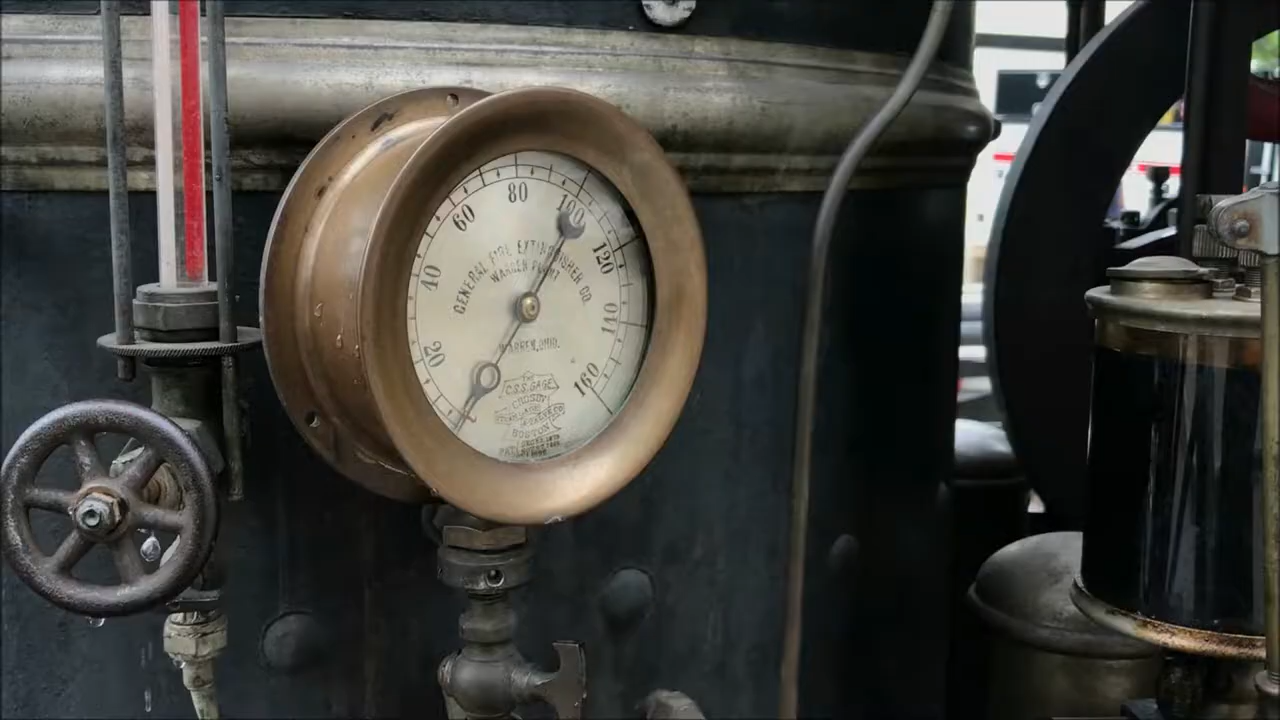 80
60
100
40
120
20
140
160
GENERAL FIRE EXTINGUISHER CO.
WARREN PLANT
WARREN, OHIO.
THE
C.S.S. GAGE
CROSBY
BOSTON